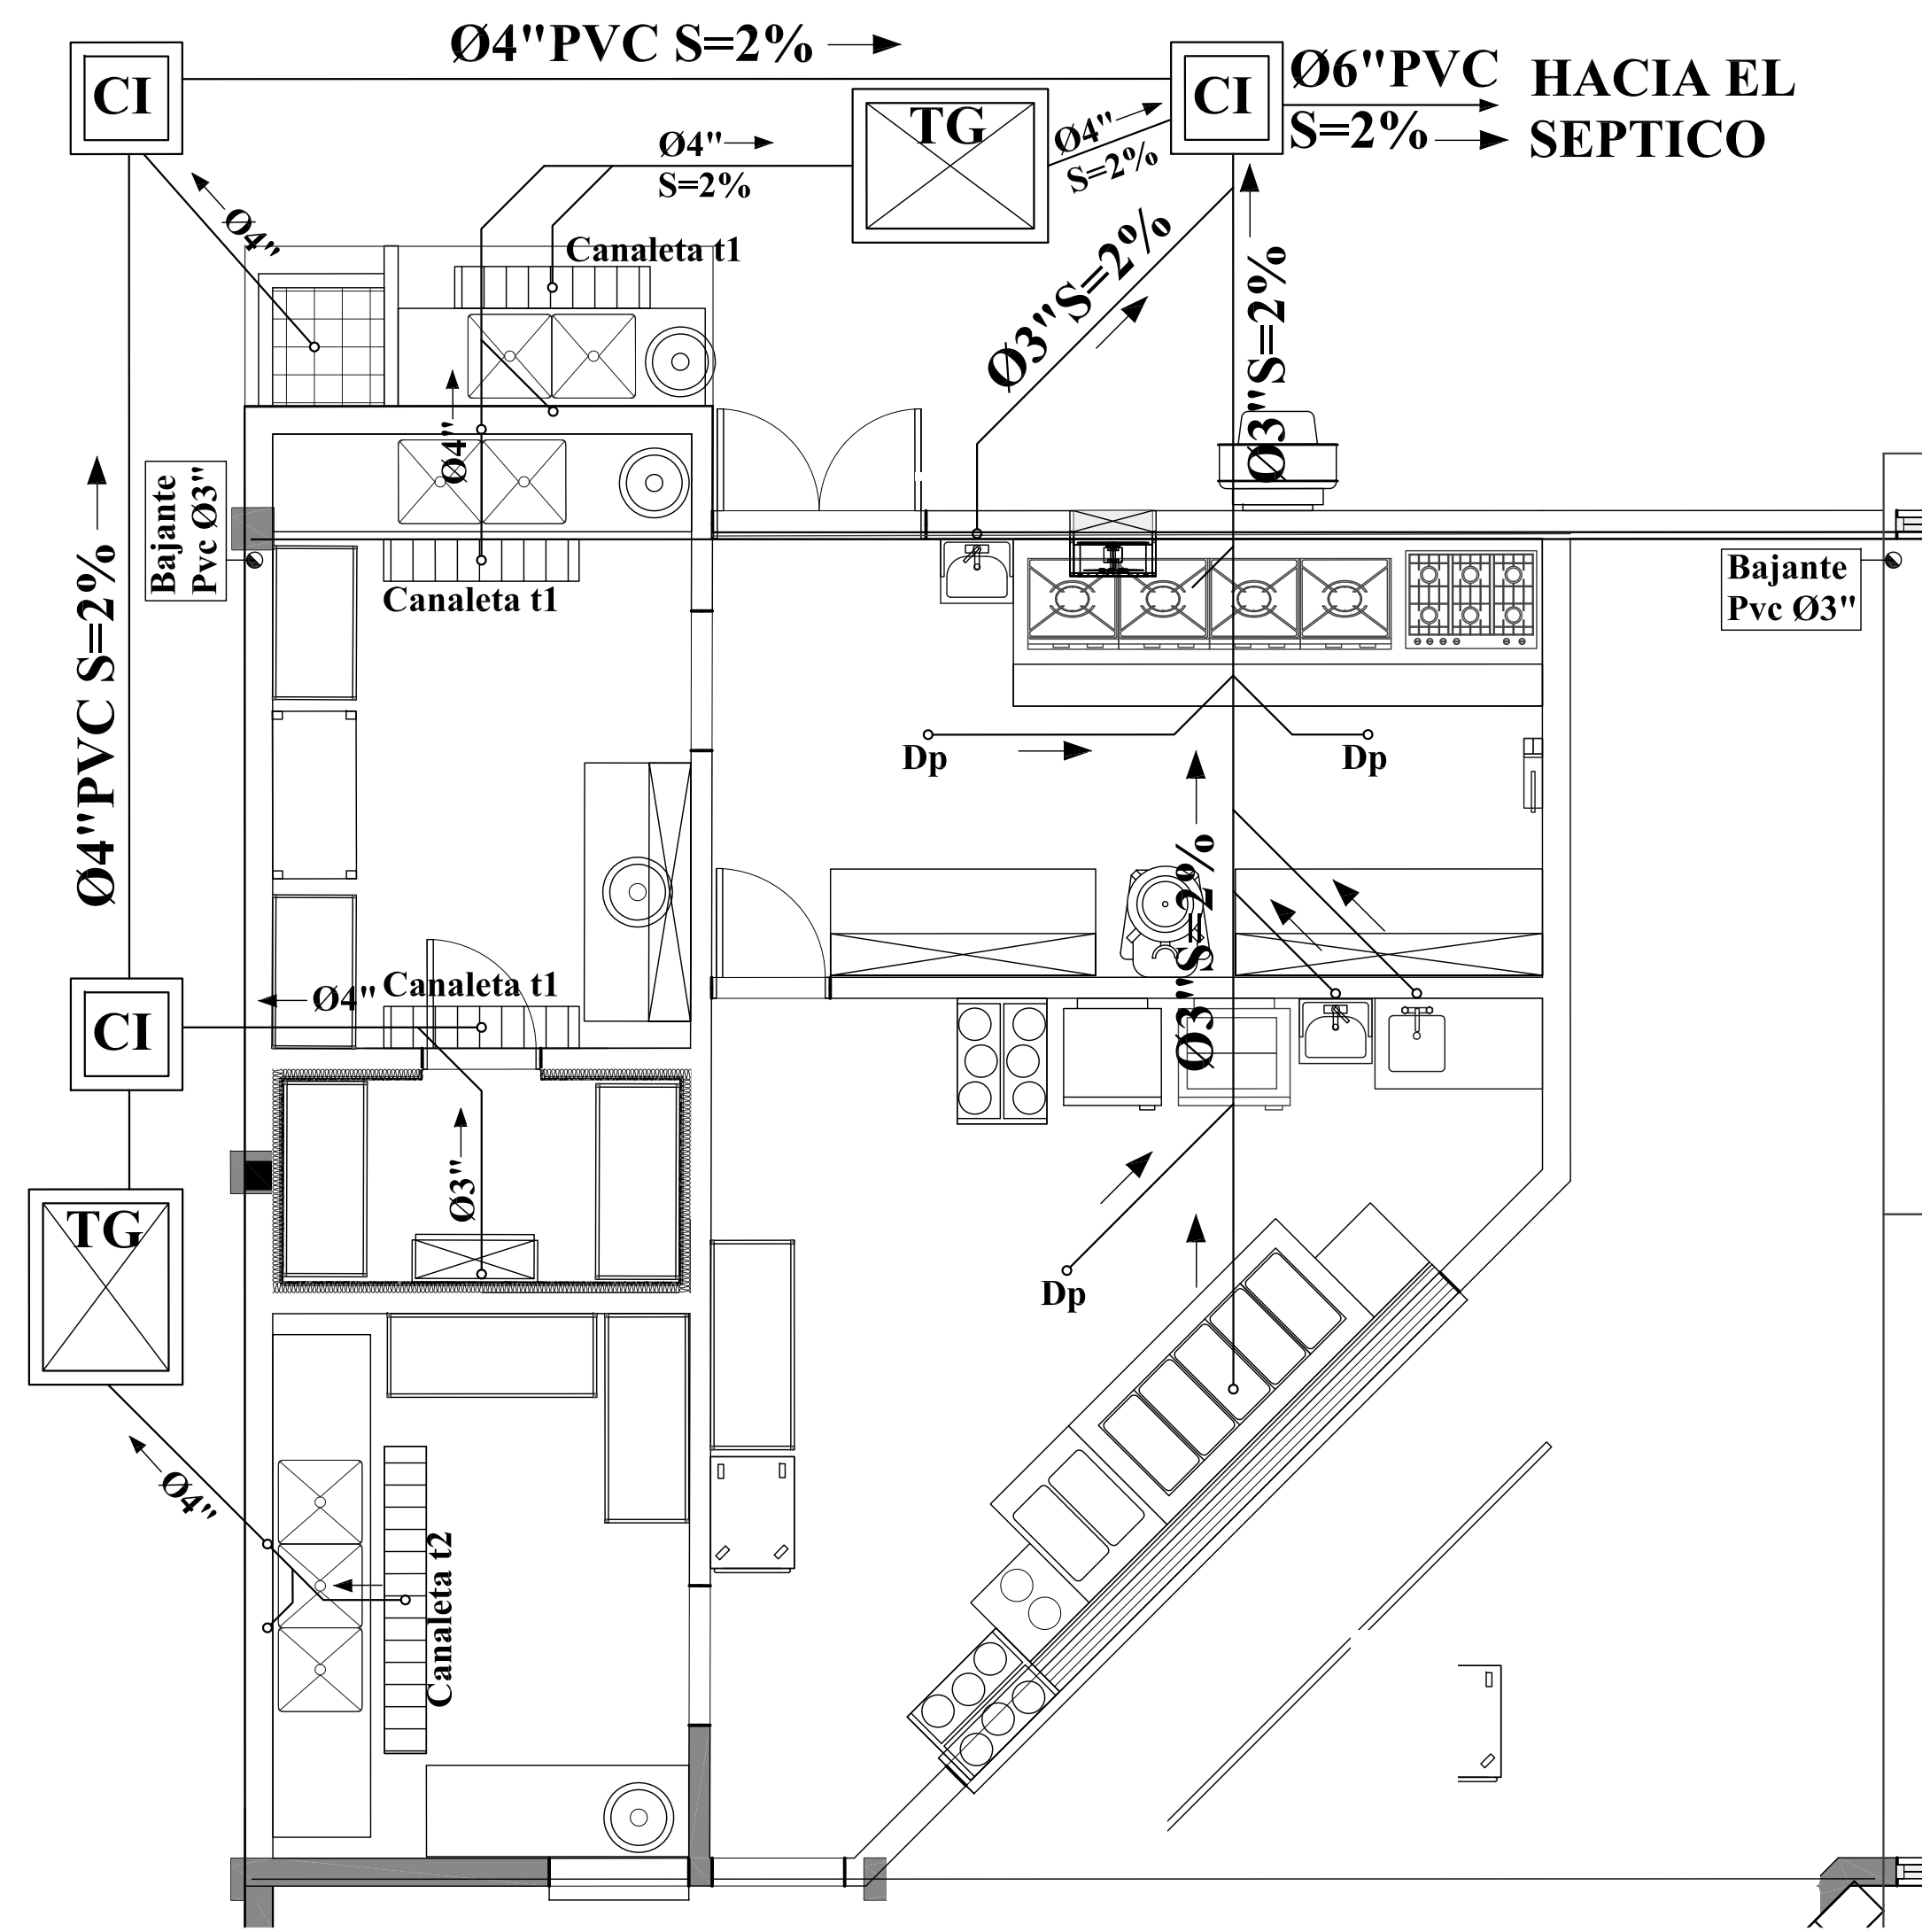 Ø4"PVC S=2%
CI
CI
Ø6"PVC
S=2%
HACIA EL
SEPTICO
TG
Ø4"
S=2%
Ø4"
S=2%
Ø4"
Canaleta t1
Ø3"S=2%
Ø3"S=2%
Ø4"
Bajante
Pvc Ø3"
Canaleta t1
Bajante
Pvc Ø3"
Ø4"PVC S=2%
Dp
Dp
Ø3"S=2%
CI
Ø4"
Canaleta t1
Ø3"
TG
Dp
Ø4"
Canaleta t2